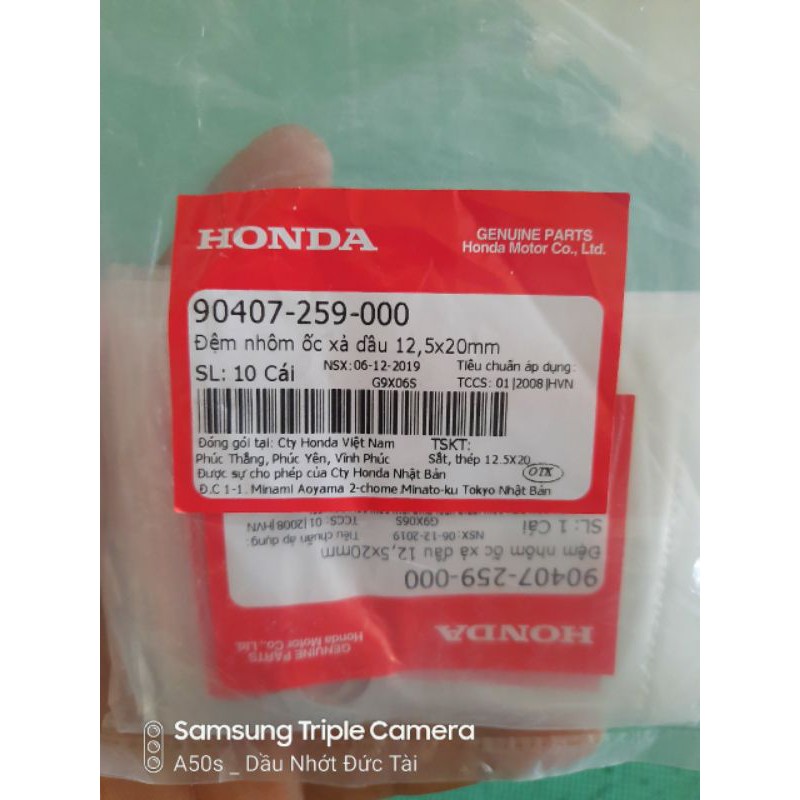 HONDA
GENUINE PARTS
Honda Motor Co., Ltd.
90407-259-000
Đệm nhôm ốc xả dầu 12,5x20mm
SL: 10 Cái
NSX: 06-12-2019
G9X06S
Tiêu chuẩn áp dụng:
TCCS: 01|2008|HVN
Đóng gói tại: Cty Honda Việt Nam
Phúc Thắng, Phúc Yên, Vĩnh Phúc
TSKT:
Sắt, thép 12.5X20
Được sự cho phép của Cty Honda Nhật Bản
OTK
Đ.C 1-1. Minami Aoyama 2-chome Minato-ku Tokyo Nhật Bản
TCCS: 01|2008|HVN
G9X06S
Tiêu chuẩn áp dụng:
NSX: 06-12-2019
SL: 1 Cái
Đệm nhôm ốc xả dầu 12,5x20mm
90407-259-000
Honda Motor Co., Ltd.
GENUINE PARTS
HONDA
Samsung Triple Camera
A50s _ Dầu Nhớt Đức Tài